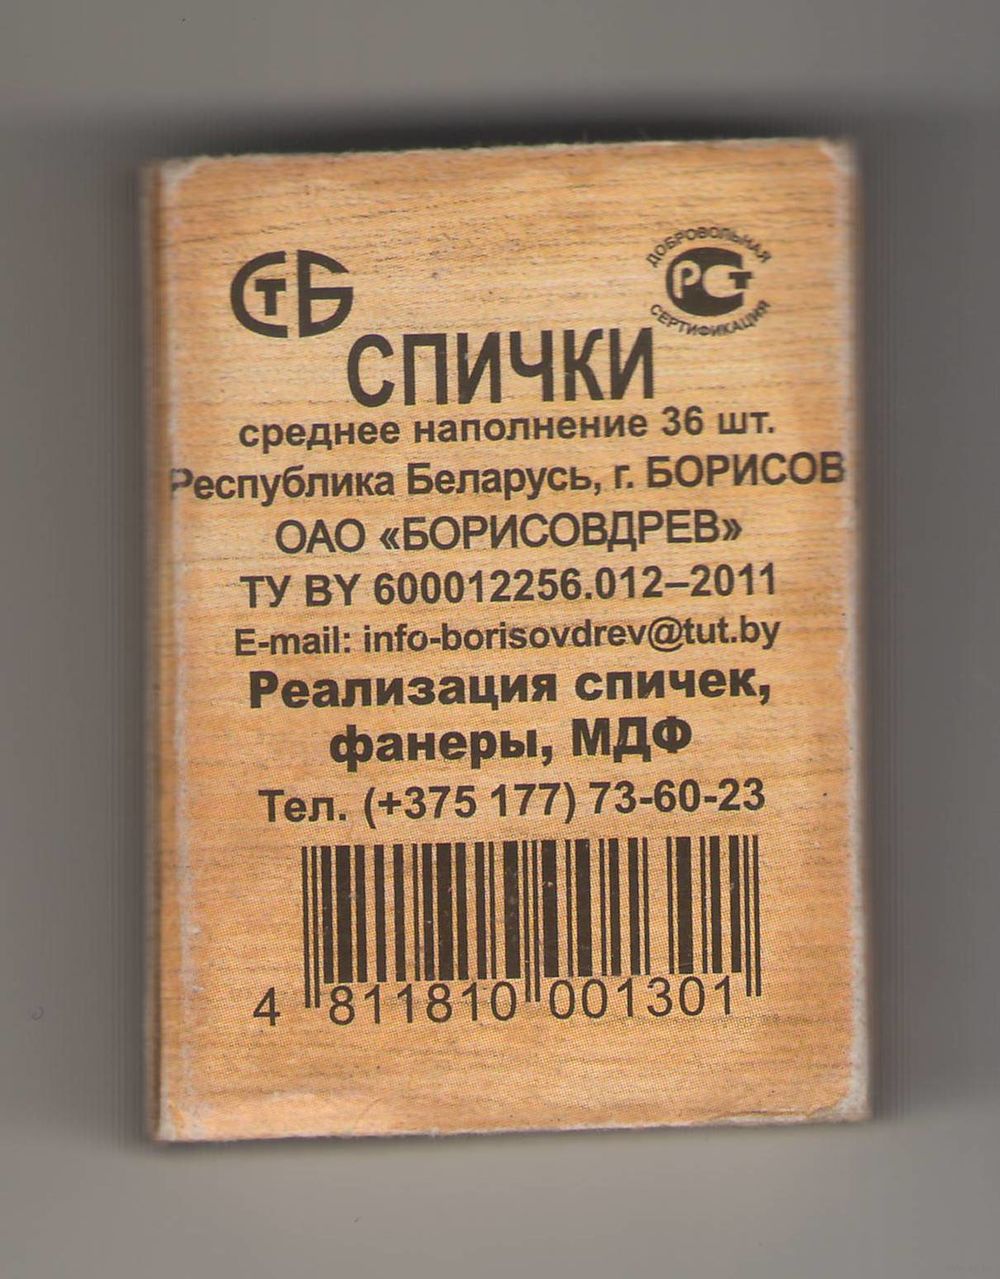 СТБ
ДОБРОВОЛЬНАЯ
РСТ
СЕРТИФИКАЦИЯ
СПИЧКИ
среднее наполнение 36 шт.
Республика Беларусь, г. БОРИСОВ
ОАО «БОРИСОВДРЕВ»
ТУ BY 600012256.012–2011
E-mail: info-borisovdrev@tut.by
Реализация спичек,
фанеры, МДФ
Тел. (+375 177) 73-60-23
4 811810 001301